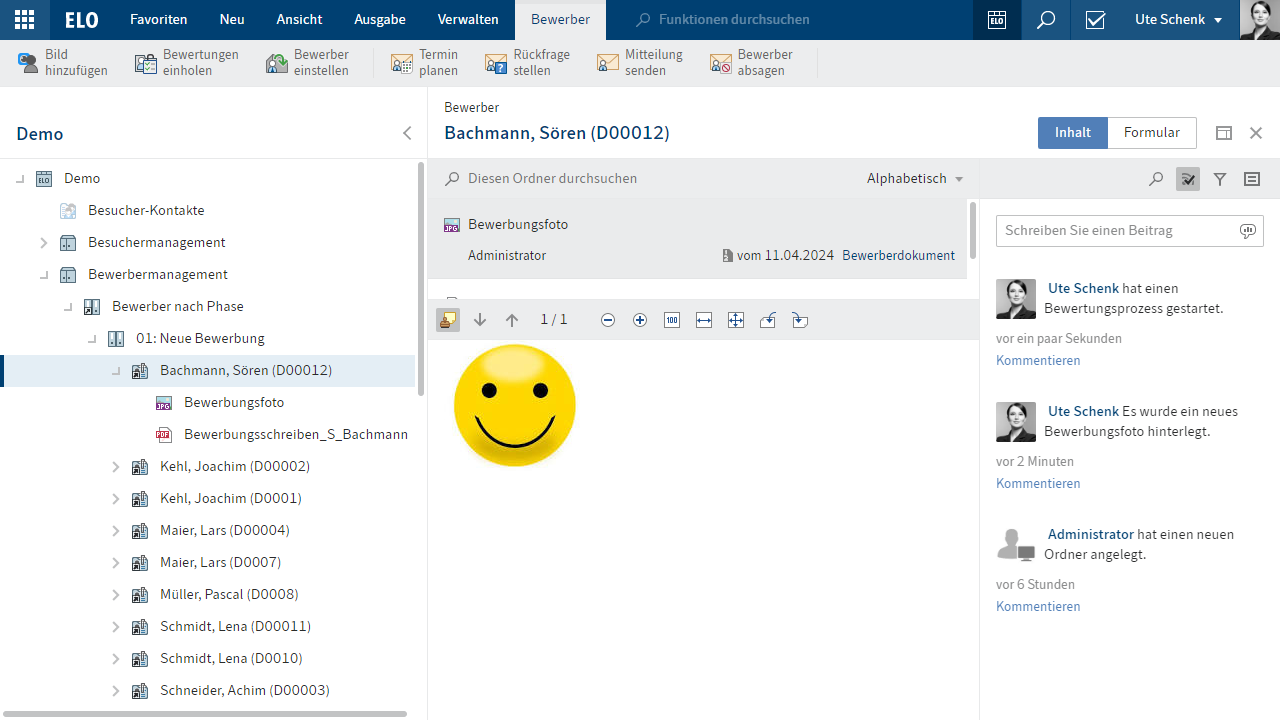 ELO Favoriten Neu Ansicht Ausgabe Verwalten Bewerber Funktionen durchsuchen ELO Ute Schenk
Bild hinzufügen
Bewertungen einholen
Bewerber einstellen
Termin planen
Rückfrage stellen
Mitteilung senden
Bewerber absagen
Demo
Bewerber
Bachmann, Sören (D00012)
Inhalt Formular
ELO Demo
Besucher-Kontakte
Besuchermanagement
Bewerbermanagement
Bewerber nach Phase
01: Neue Bewerbung
Bachmann, Sören (D00012)
JPG Bewerbungsfoto
PDF Bewerbungsschreiben_S_Bachmann
Kehl, Joachim (D00002)
Kehl, Joachim (D0001)
Maier, Lars (D00004)
Maier, Lars (D0007)
Müller, Pascal (D0008)
Schmidt, Lena (D00011)
Schmidt, Lena (D0010)
Schneider, Achim (D00003)
Diesen Ordner durchsuchen Alphabetisch
JPG Bewerbungsfoto
Administrator vom 11.04.2024 Bewerberdokument
1 / 1 100
Schreiben Sie einen Beitrag
Ute Schenk hat einen
Bewertungsprozess gestartet.
vor ein paar Sekunden
Kommentieren
Ute Schenk Es wurde ein neues
Bewerbungsfoto hinterlegt.
vor 2 Minuten
Kommentieren
Administrator hat einen neuen
Ordner angelegt.
vor 6 Stunden
Kommentieren